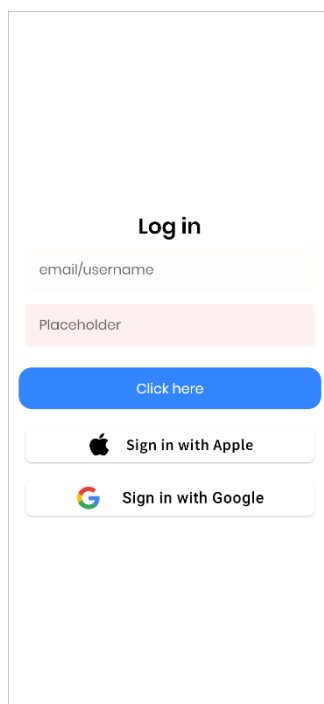 Log in
email/username
Placeholder
Click here
Sign in with Apple
Sign in with Google